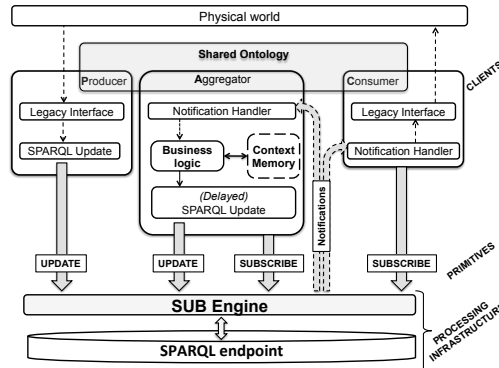 Physical world
Shared Ontology
Producer
Aggregator
Consumer
CLIENTS
Legacy Interface
Notification Handler
Legacy Interface
SPARQL Update
Business
logic
Context
Memory
Notification Handler
(Delayed)
SPARQL Update
Notifications
UPDATE
UPDATE
SUBSCRIBE
SUBSCRIBE
PRIMITIVES
SUB Engine
SPARQL endpoint
PROCESSING
INFRASTRUCTURE